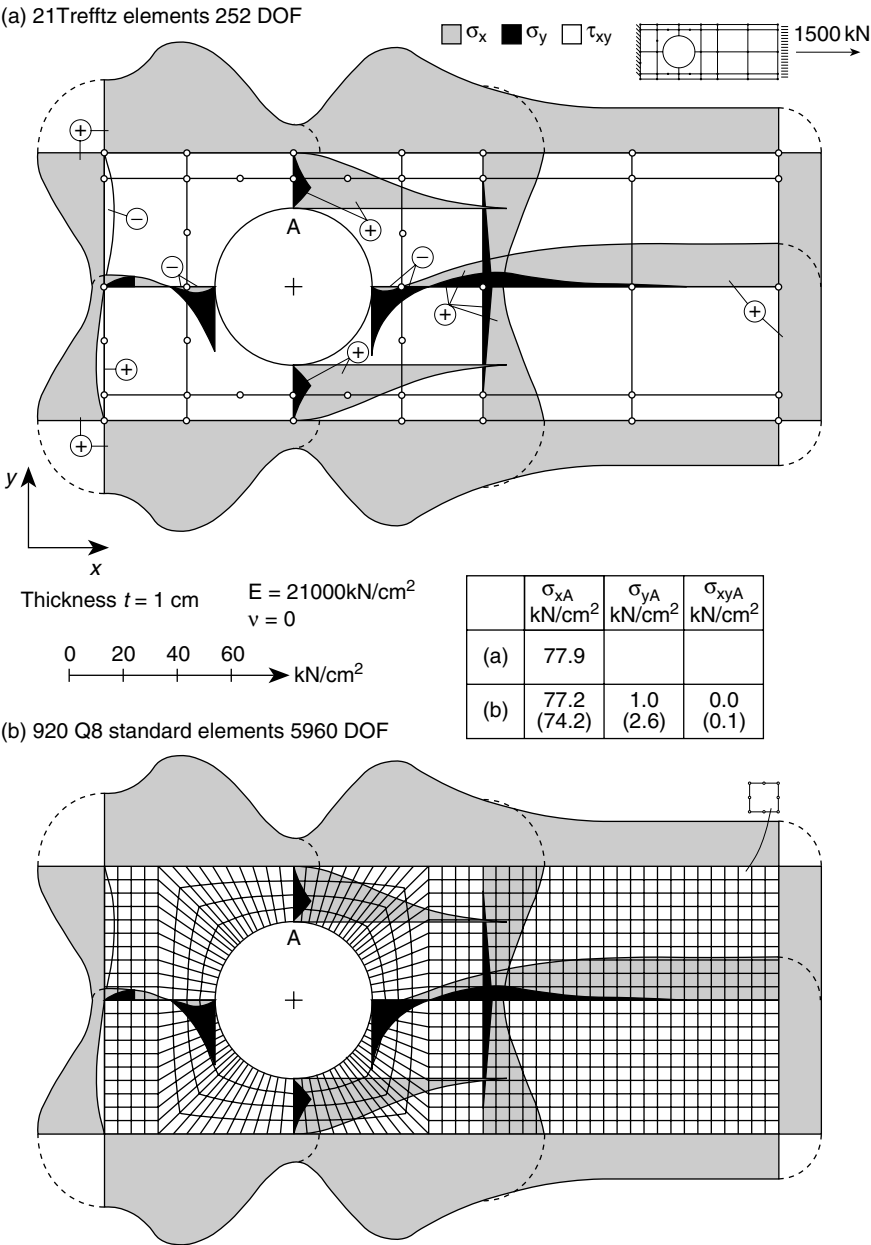 (a) 21Trefftz elements 252 DOF
σx σy τxy
1500 kN
+
−
+
A
−
−
+
+
+
+
+
+
y
x
Thickness t = 1 cm
E = 21000kN/cm²
ν = 0
0 20 40 60
kN/cm²
σxA σyA σxyA
kN/cm² kN/cm² kN/cm²
(a) 77.9
(b) 77.2 1.0 0.0
(74.2) (2.6) (0.1)
(b) 920 Q8 standard elements 5960 DOF
A